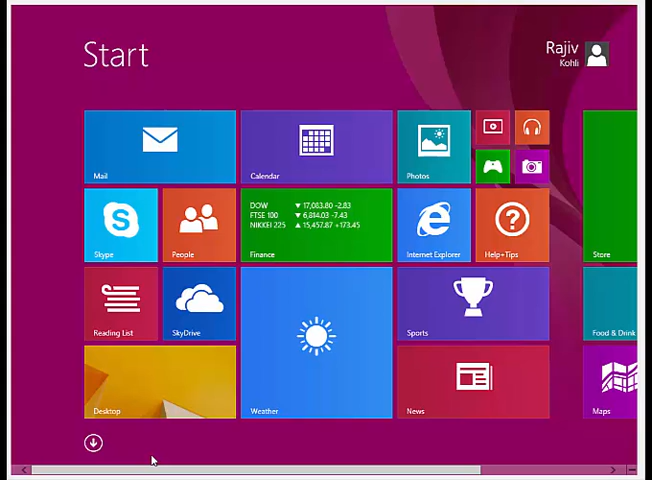 Start
Rajiv
Kohli
Mail
Calendar
Photos
Skype
People
DOW ▼ 17,083.80 -2.83
FTSE 100 ▼ 6,814.03 -7.43
NIKKEI 225 ▲ 15,457.87 +173.45
Finance
Internet Explorer
Help+Tips
Store
Reading List
SkyDrive
Weather
Sports
Food & Drink
Desktop
News
Maps